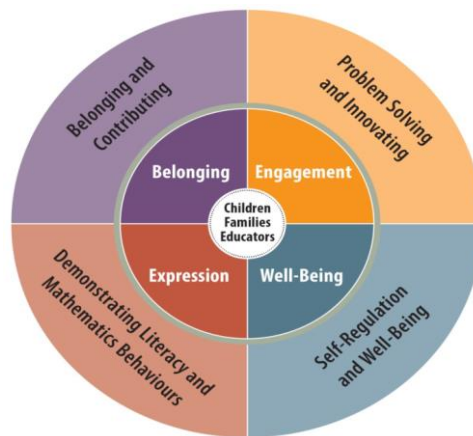 Belonging and
Contributing
Problem Solving
and Innovating
Belonging
Engagement
Children
Families
Educators
Expression
Well-Being
Demonstrating Literacy and
Mathematics Behaviours
Self-Regulation
and Well-Being